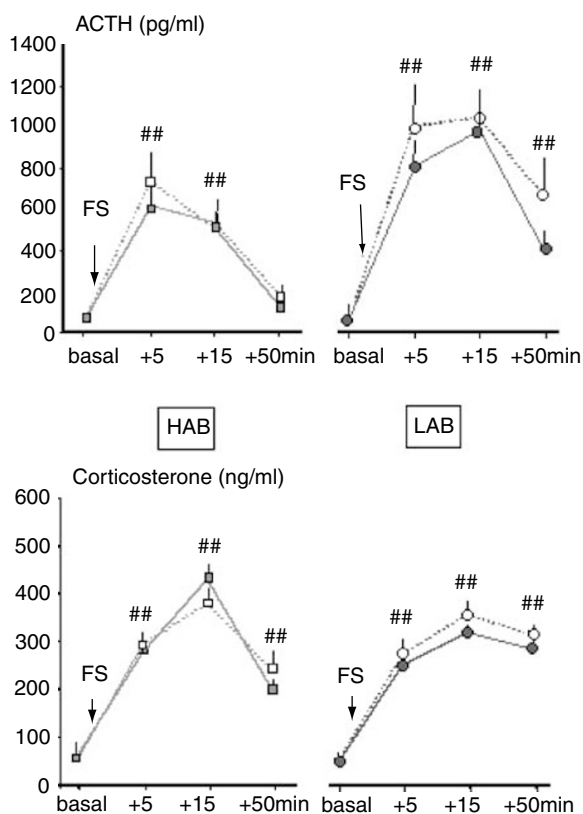 ACTH (pg/ml)
1400
1200
1000
800
600
400
200
0
##
##
FS
basal +5 +15 +50min
##
##
##
FS
basal +5 +15 +50min
HAB
LAB
Corticosterone (ng/ml)
600
500
400
300
200
100
0
##
##
##
FS
basal +5 +15 +50min
##
##
##
FS
basal +5 +15 +50min